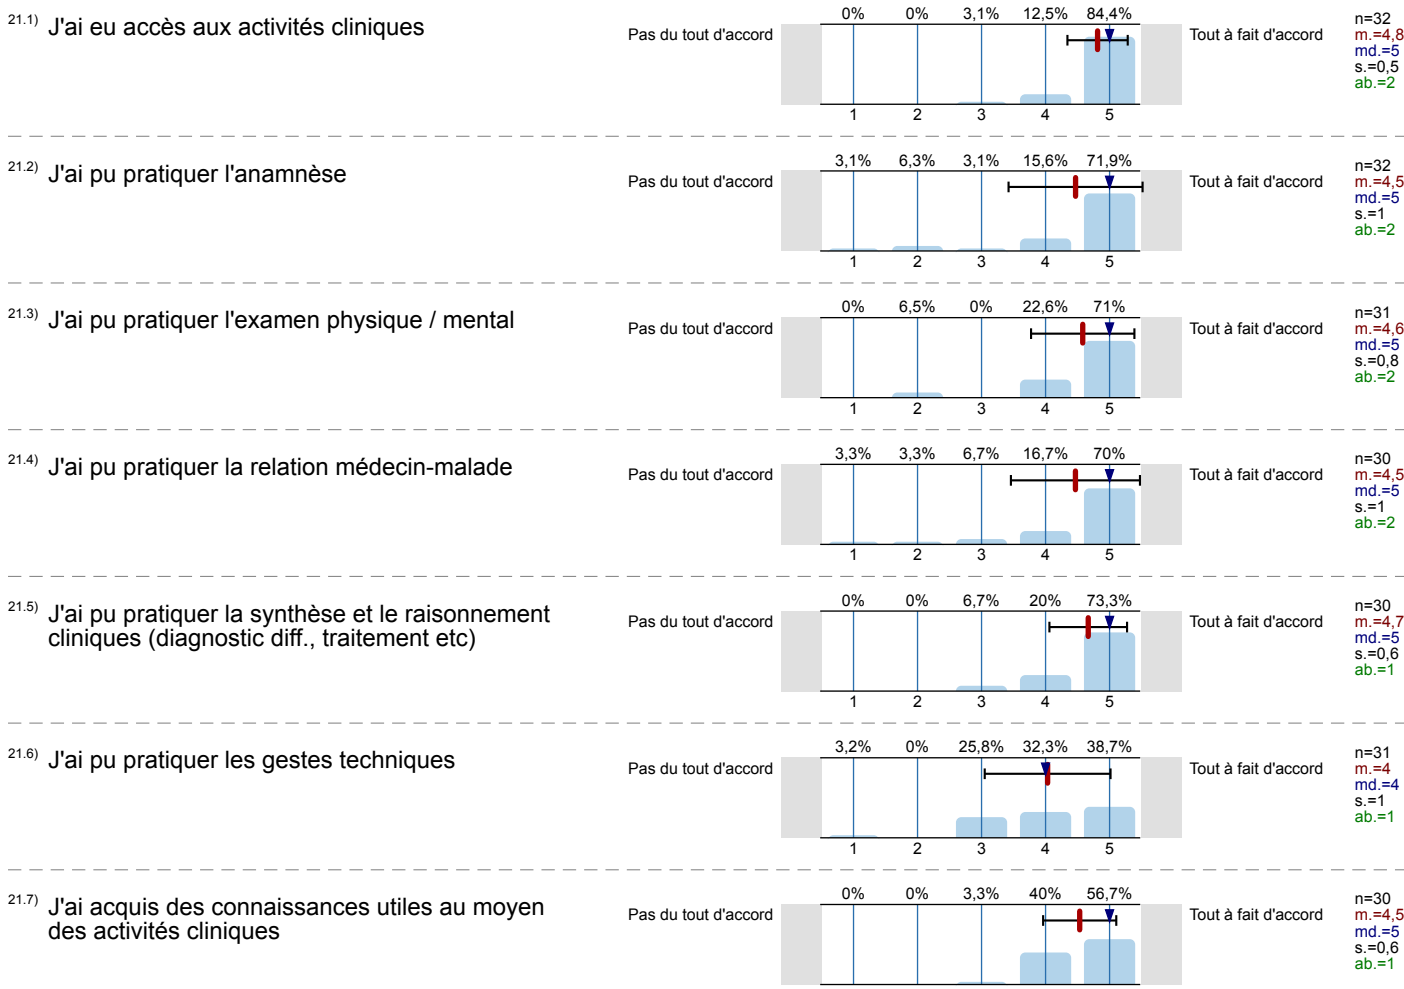 21.1) J'ai eu accès aux activités cliniques
0% 0% 3,1% 12,5% 84,4%
Pas du tout d'accord
Tout à fait d'accord
1 2 3 4 5
n=32
m.=4,8
md.=5
s.=0,5
ab.=2
21.2) J'ai pu pratiquer l'anamnèse
3,1% 6,3% 3,1% 15,6% 71,9%
Pas du tout d'accord
Tout à fait d'accord
1 2 3 4 5
n=32
m.=4,5
md.=5
s.=1
ab.=2
21.3) J'ai pu pratiquer l'examen physique / mental
0% 6,5% 0% 22,6% 71%
Pas du tout d'accord
Tout à fait d'accord
1 2 3 4 5
n=31
m.=4,6
md.=5
s.=0,8
ab.=2
21.4) J'ai pu pratiquer la relation médecin-malade
3,3% 3,3% 6,7% 16,7% 70%
Pas du tout d'accord
Tout à fait d'accord
1 2 3 4 5
n=30
m.=4,5
md.=5
s.=1
ab.=2
21.5) J'ai pu pratiquer la synthèse et le raisonnement
cliniques (diagnostic diff., traitement etc)
0% 0% 6,7% 20% 73,3%
Pas du tout d'accord
Tout à fait d'accord
1 2 3 4 5
n=30
m.=4,7
md.=5
s.=0,6
ab.=1
21.6) J'ai pu pratiquer les gestes techniques
3,2% 0% 25,8% 32,3% 38,7%
Pas du tout d'accord
Tout à fait d'accord
1 2 3 4 5
n=31
m.=4
md.=4
s.=1
ab.=1
21.7) J'ai acquis des connaissances utiles au moyen
des activités cliniques
0% 0% 3,3% 40% 56,7%
Pas du tout d'accord
Tout à fait d'accord
n=30
m.=4,5
md.=5
s.=0,6
ab.=1